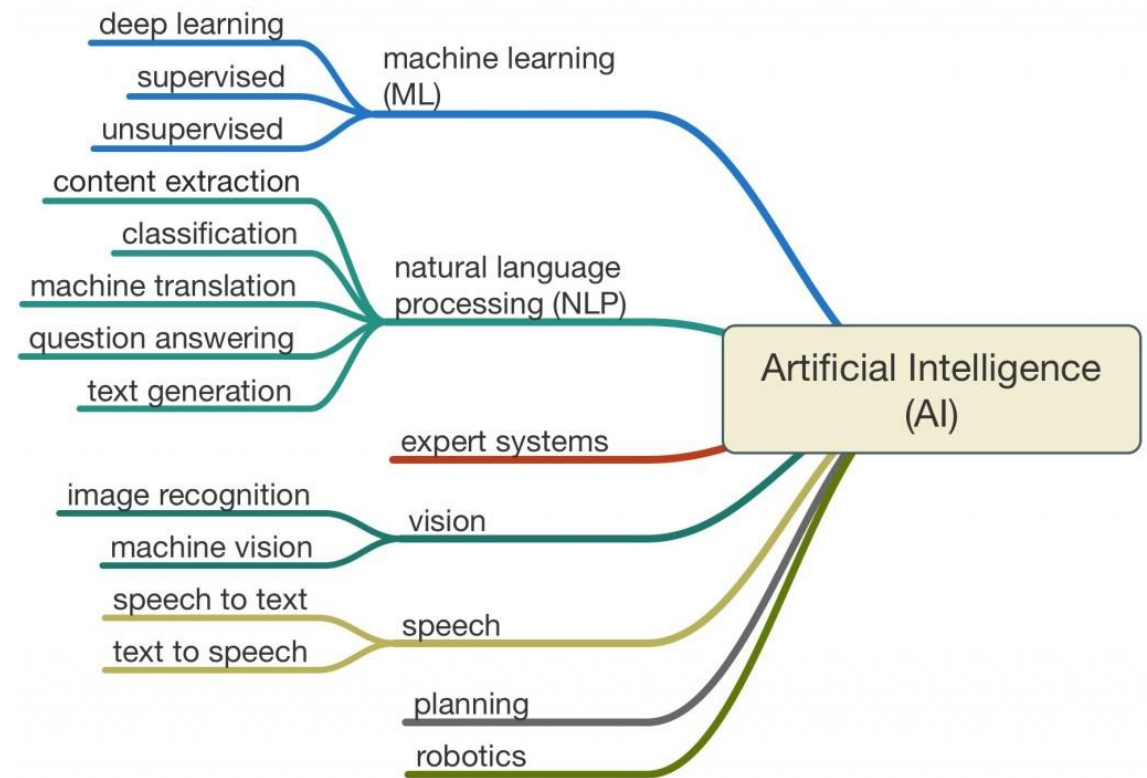 deep learning
supervised
unsupervised
machine learning
(ML)
content extraction
classification
machine translation
question answering
text generation
natural language
processing (NLP)
expert systems
image recognition
machine vision
vision
speech to text
text to speech
speech
planning
robotics
Artificial Intelligence
(AI)